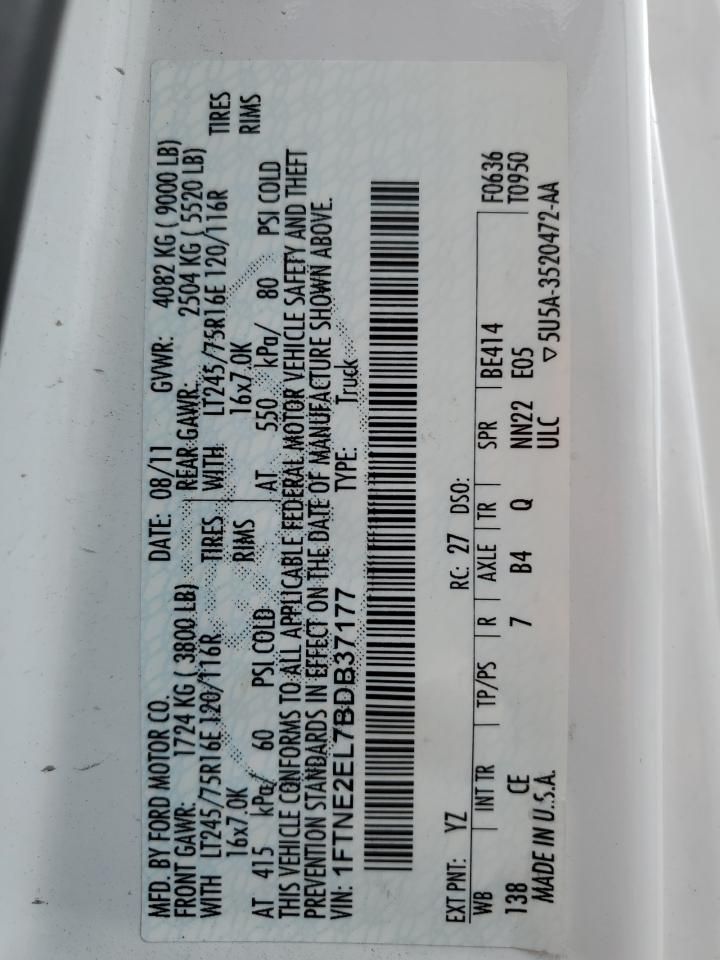 MFD. BY FORD MOTOR CO. DATE: 08/11 GVWR: 4082 KG ( 9000 LB)
FRONT GAWR: 1724 KG ( 3800 LB) REAR GAWR: 2504 KG ( 5520 LB)
WITH LT245/75R16E 120/116R TIRES WITH LT245/75R16E 120/116R TIRES
16x7.0K RIMS 16x7.0K RIMS
AT 415 kPa/ 60 PSI COLD AT 550 kPa/ 80 PSI COLD
THIS VEHICLE CONFORMS TO ALL APPLICABLE FEDERAL MOTOR VEHICLE SAFETY AND THEFT
PREVENTION STANDARDS IN EFFECT ON THE DATE OF MANUFACTURE SHOWN ABOVE.
VIN: 1FTNE2EL7BDB37177 TYPE: Truck
EXT PNT: YZ RC: 27 DSO:
WB INT TR TP/PS R AXLE TR SPR BE414 F0636
138 CE 7 B4 Q NN22 E05 T0950
MADE IN U.S.A. ULC ▽5U5A-3520472-AA